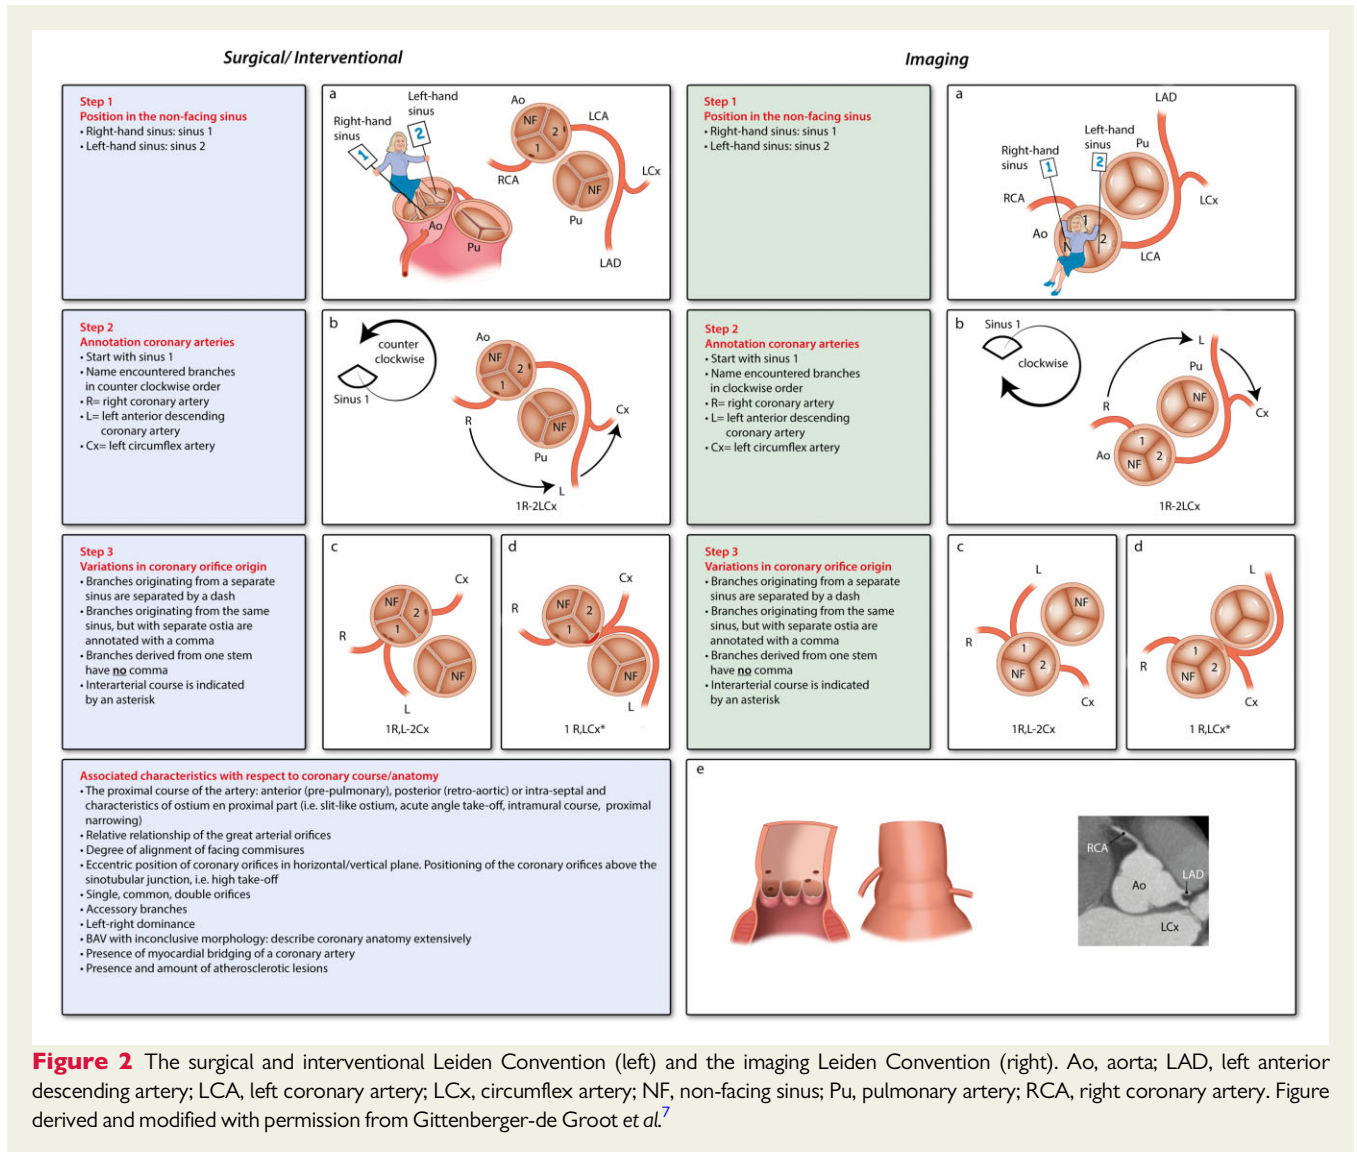 Surgical/ Interventional
Step 1
Position in the non-facing sinus
• Right-hand sinus: sinus 1
• Left-hand sinus: sinus 2
a
Right-hand
sinus
Left-hand
sinus
1
2
Ao
Pu
Ao
NF
2
1
LCA
RCA
LCx
NF
Pu
LAD
Step 2
Annotation coronary arteries
• Start with sinus 1
• Name encountered branches
in counter clockwise order
• R= right coronary artery
• L= left anterior descending
coronary artery
• Cx= left circumflex artery
b
counter
clockwise
Sinus 1
Ao
NF
2
1
R
NF
Pu
Cx
L
1R-2LCx
Step 3
Variations in coronary orifice origin
• Branches originating from a separate
sinus are separated by a dash
• Branches originating from the same
sinus, but with separate ostia are
annotated with a comma
• Branches derived from one stem
have no comma
• Interarterial course is indicated
by an asterisk
c
Cx
NF
2
1
R
NF
L
1R,L-2Cx
d
Cx
R
NF
2
1
NF
L
1 R,LCx*
Imaging
Step 1
Position in the non-facing sinus
• Right-hand sinus: sinus 1
• Left-hand sinus: sinus 2
a
LAD
Right-hand
sinus
Left-hand
sinus
Pu
1
2
RCA
LCx
Ao
1
N
2
LCA
Step 2
Annotation coronary arteries
• Start with sinus 1
• Name encountered branches
in clockwise order
• R= right coronary artery
• L= left anterior descending
coronary artery
• Cx= left circumflex artery
b
Sinus 1
clockwise
L
Pu
NF
R
Cx
Ao
1
2
NF
1R-2LCx
Step 3
Variations in coronary orifice origin
• Branches originating from a separate
sinus are separated by a dash
• Branches originating from the same
sinus, but with separate ostia are
annotated with a comma
• Branches derived from one stem
have no comma
• Interarterial course is indicated
by an asterisk
c
L
NF
R
1
2
NF
Cx
1R,L-2Cx
d
L
R
1
2
NF
Cx
1 R,LCx*
Associated characteristics with respect to coronary course/anatomy
• The proximal course of the artery: anterior (pre-pulmonary), posterior (retro-aortic) or intra-septal and
characteristics of ostium en proximal part (i.e. slit-like ostium, acute angle take-off, intramural course, proximal
narrowing)
• Relative relationship of the great arterial orifices
• Degree of alignment of facing commisures
• Eccentric position of coronary orifices in horizontal/vertical plane. Positioning of the coronary orifices above the
sinotubular junction, i.e. high take-off
• Single, common, double orifices
• Accessory branches
• Left-right dominance
• BAV with inconclusive morphology: describe coronary anatomy extensively
• Presence of myocardial bridging of a coronary artery
• Presence and amount of atherosclerotic lesions
e
RCA
LAD
Ao
LCx
Figure 2 The surgical and interventional Leiden Convention (left) and the imaging Leiden Convention (right). Ao, aorta; LAD, left anterior
descending artery; LCA, left coronary artery; LCx, circumflex artery; NF, non-facing sinus; Pu, pulmonary artery; RCA, right coronary artery. Figure
derived and modified with permission from Gittenberger-de Groot et al.7